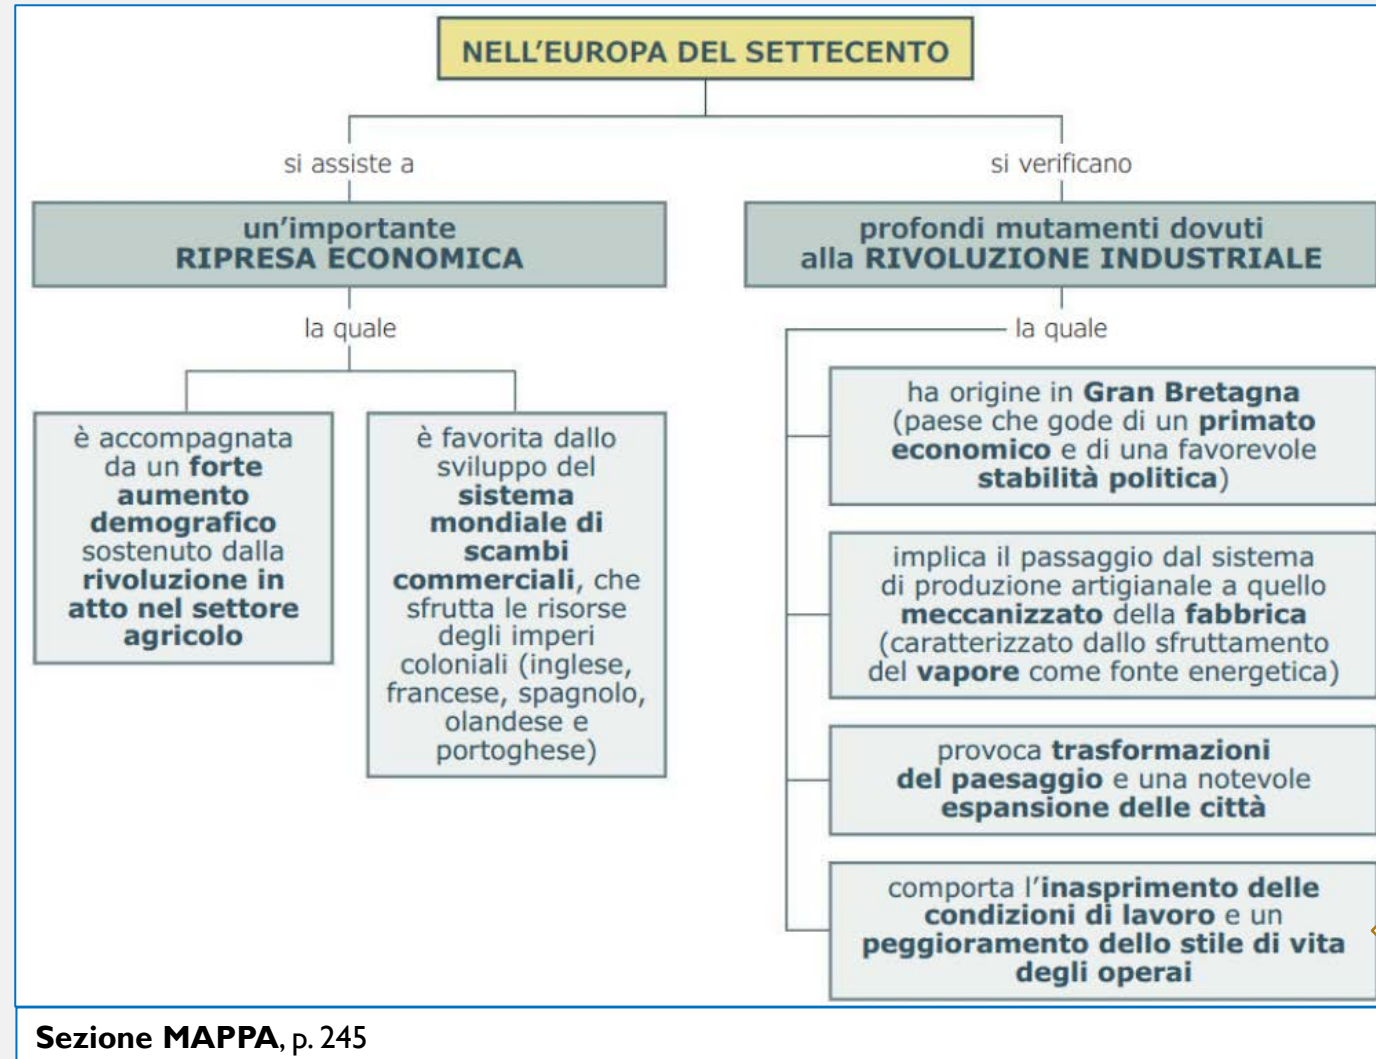 NELL'EUROPA DEL SETTECENTO
si assiste a
un'importante
RIPRESA ECONOMICA
la quale
è accompagnata
da un forte
aumento
demografico
sostenuto dalla
rivoluzione in
atto nel settore
agricolo
è favorita dallo
sviluppo del
sistema
mondiale di
scambi
commerciali, che
sfrutta le risorse
degli imperi
coloniali (inglese,
francese, spagnolo,
olandese e
portoghese)
si verificano
profondi mutamenti dovuti
alla RIVOLUZIONE INDUSTRIALE
la quale
ha origine in Gran Bretagna
(paese che gode di un primato
economico e di una favorevole
stabilità politica)
implica il passaggio dal sistema
di produzione artigianale a quello
meccanizzato della fabbrica
(caratterizzato dallo sfruttamento
del vapore come fonte energetica)
provoca trasformazioni
del paesaggio e una notevole
espansione delle città
comporta l'inasprimento delle
condizioni di lavoro e un
peggioramento dello stile di vita
degli operai
Sezione MAPPA, p. 245